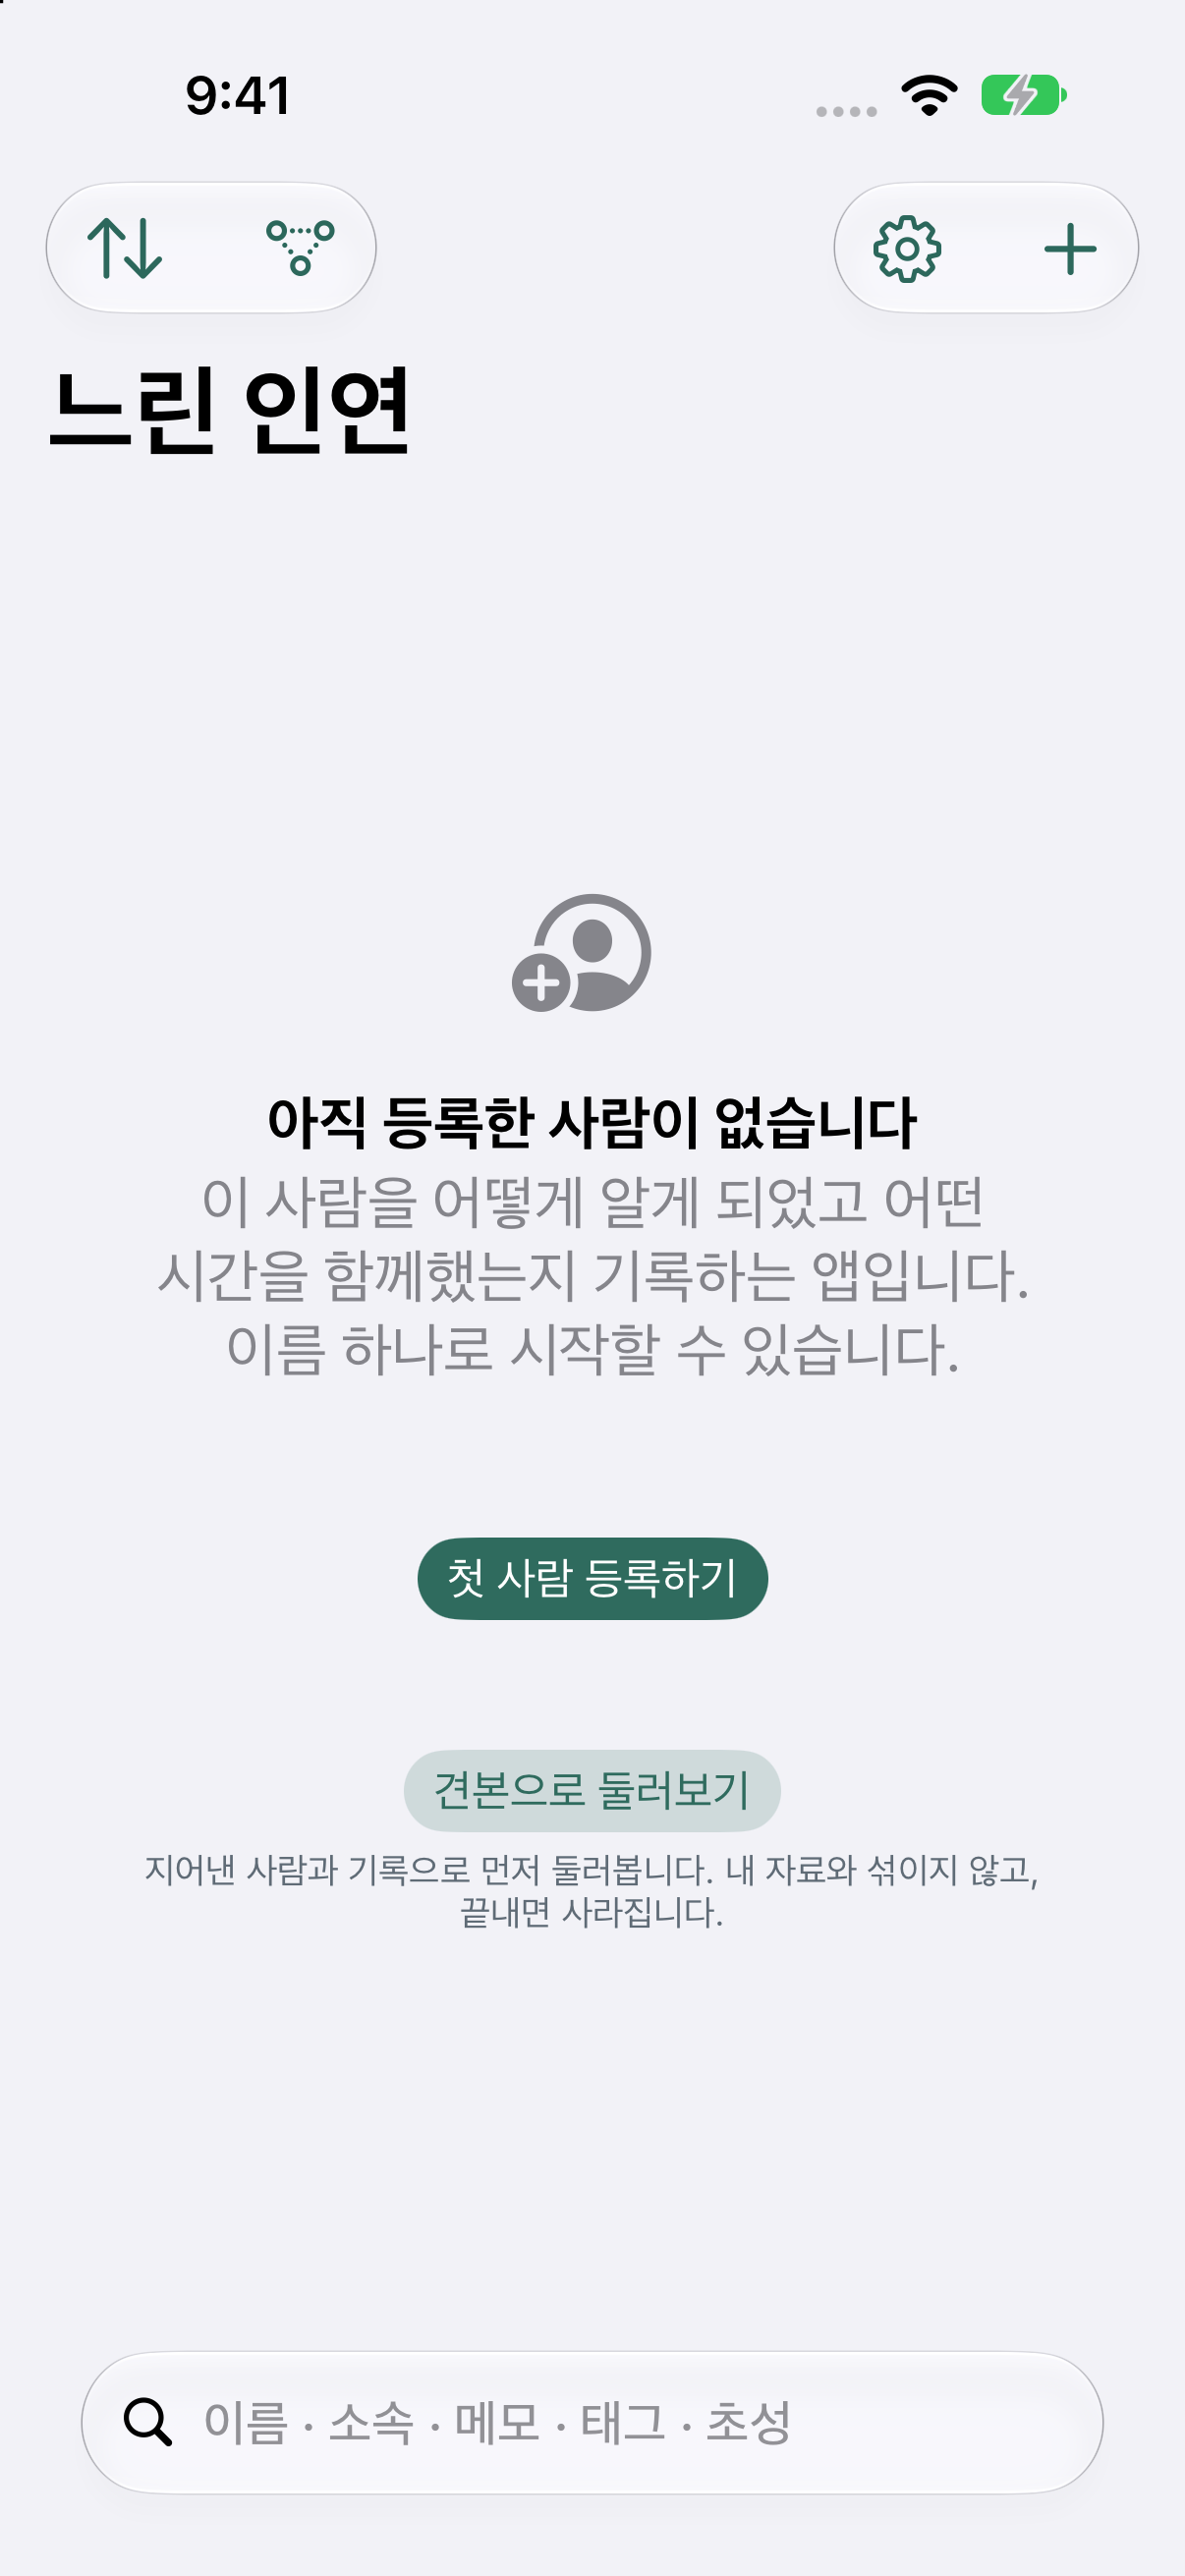 9:41
느린 인연
아직 등록한 사람이 없습니다
이 사람을 어떻게 알게 되었고 어떤
시간을 함께했는지 기록하는 앱입니다.
이름 하나로 시작할 수 있습니다.
첫 사람 등록하기
견본으로 둘러보기
지어낸 사람과 기록으로 먼저 둘러봅니다. 내 자료와 섞이지 않고,
끝내면 사라집니다.
이름 · 소속 · 메모 · 태그 · 초성